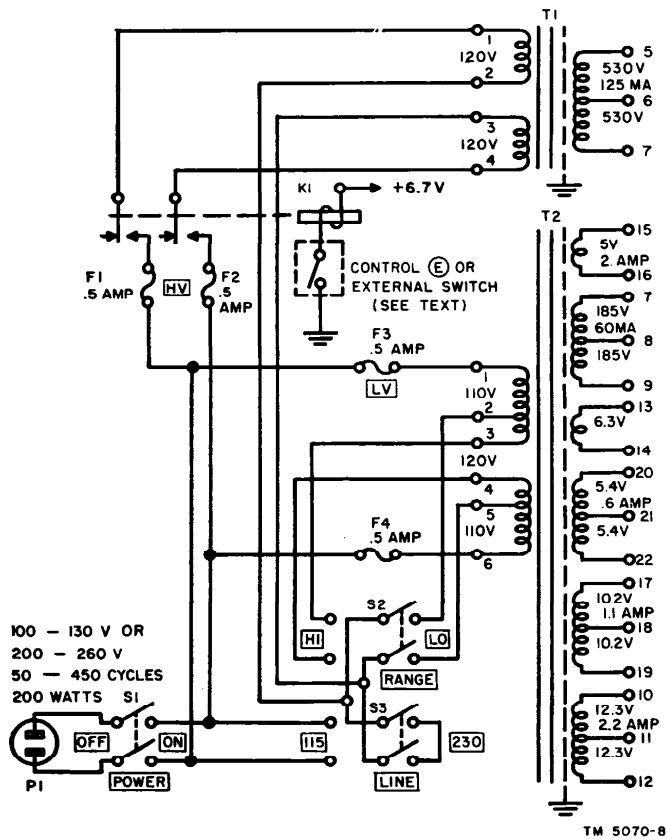 T1
1
120V
2
3
120V
4
5
530V
125 MA
6
530V
7
K1
+6.7V
F1
.5 AMP
HV
F2
.5
AMP
CONTROL Ⓔ OR
EXTERNAL SWITCH
(SEE TEXT)
T2
15
5V
2. AMP
16
7
185V
60MA
8
185V
9
F3
.5 AMP
LV
1
110V
2
3
120V
4
5
110V
6
F4
.5 AMP
13
6.3V
14
20
5.4V
.6 AMP
21
5.4V
22
17
10.2V
1.1 AMP
18
10.2V
19
10
12.3V
2.2 AMP
11
12.3V
12
S2
HI
LO
RANGE
S3
115
230
LINE
100 – 130 V OR
200 – 260 V
50 – 450 CYCLES
200 WATTS
S1
OFF
ON
POWER
P1
TM 5070-8